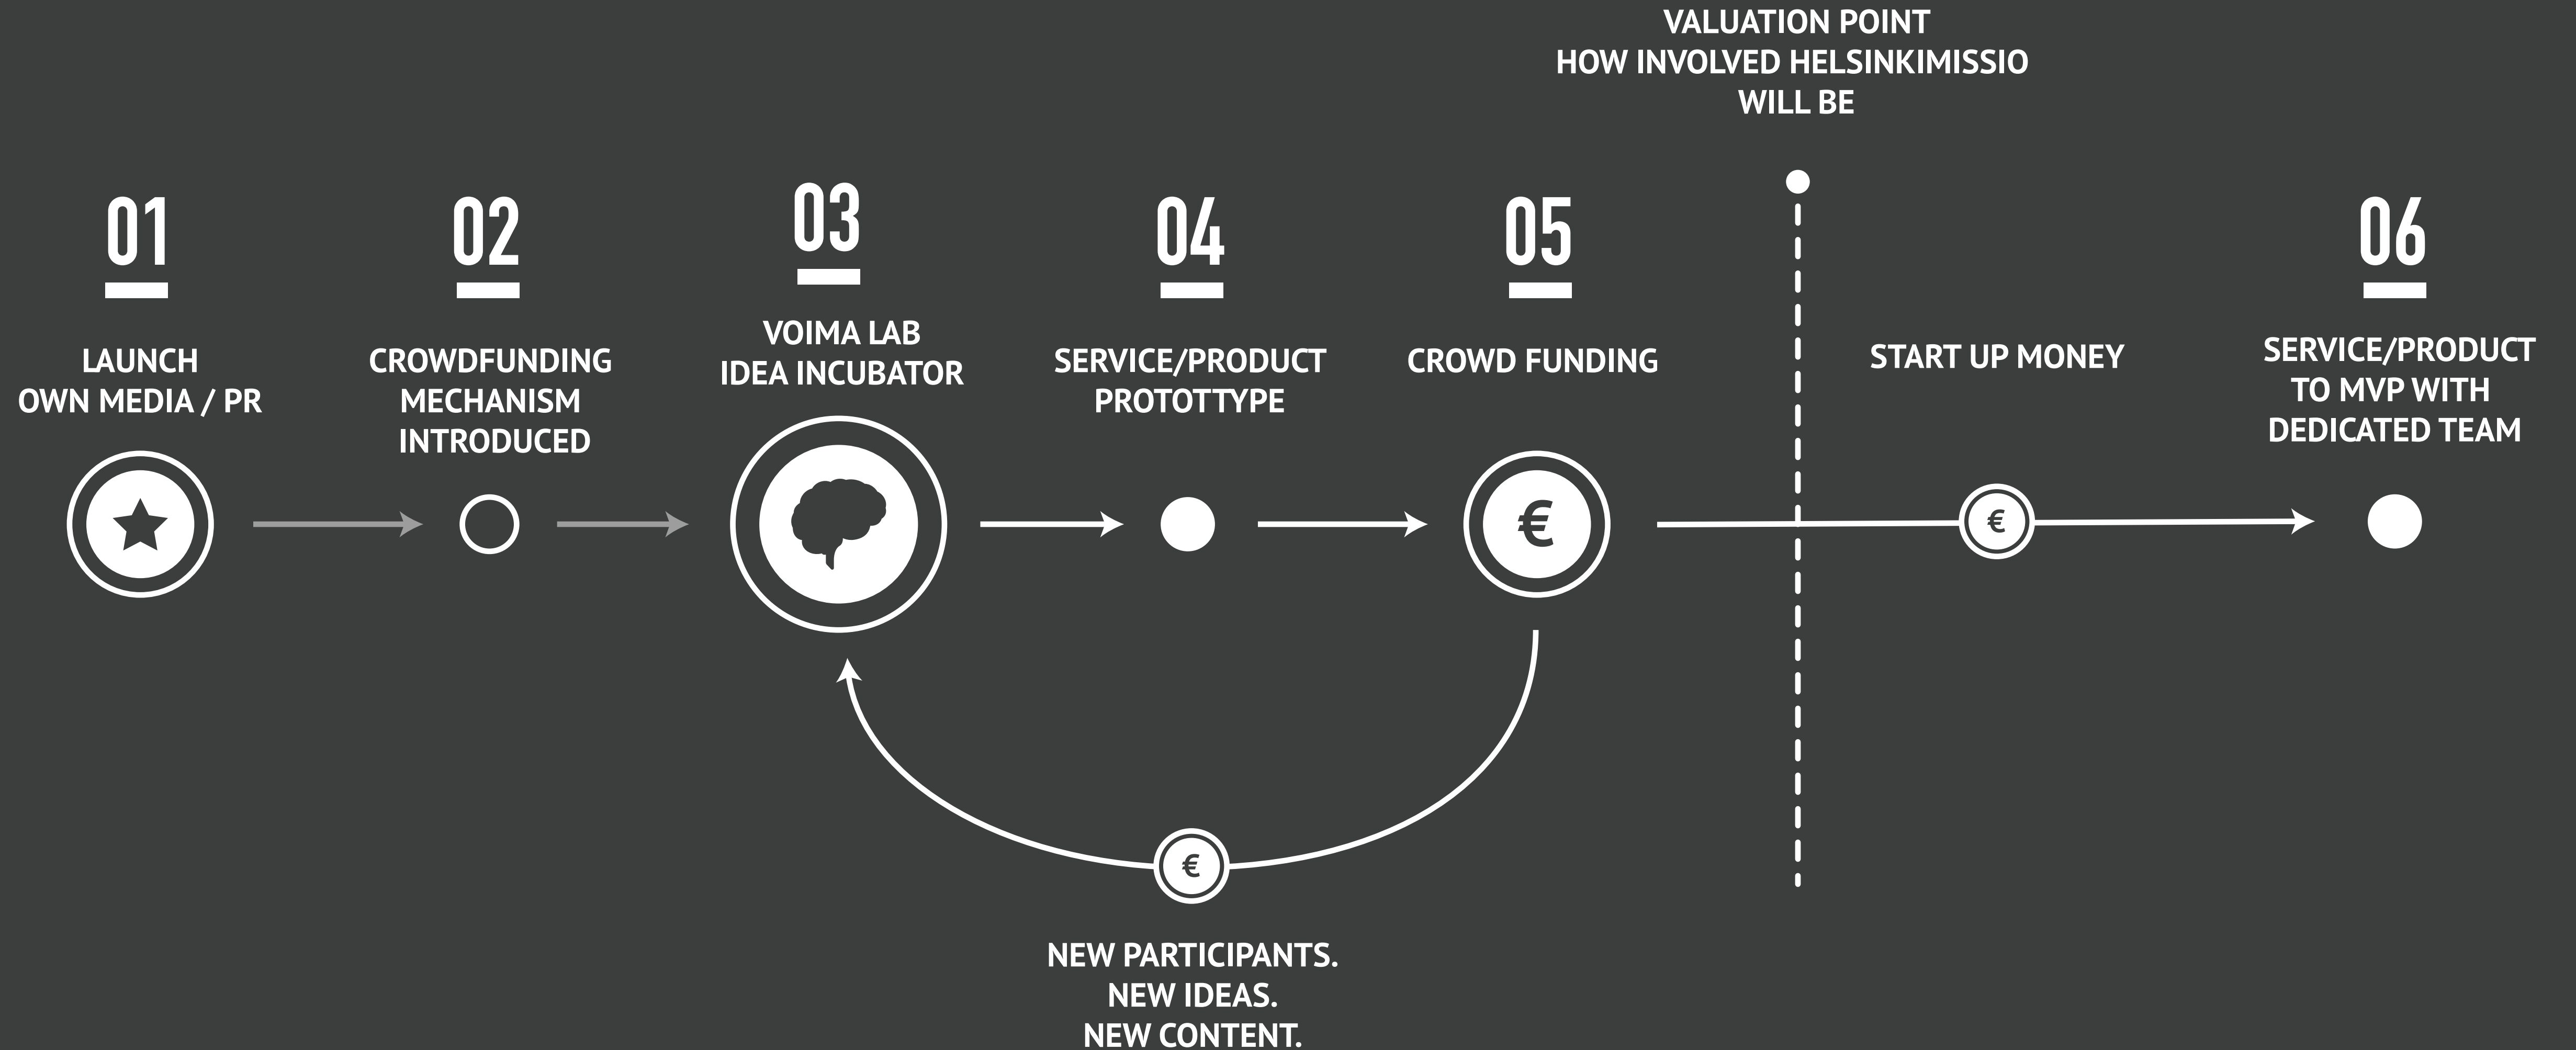 VALUATION POINT
HOW INVOLVED HELSINKIMISSIO
WILL BE
01
LAUNCH
OWN MEDIA / PR
02
CROWDFUNDING
MECHANISM
INTRODUCED
03
VOIMA LAB
IDEA INCUBATOR
04
SERVICE/PRODUCT
PROTOTTYPE
05
CROWD FUNDING
€
START UP MONEY
€
06
SERVICE/PRODUCT
TO MVP WITH
DEDICATED TEAM
€
NEW PARTICIPANTS.
NEW IDEAS.
NEW CONTENT.